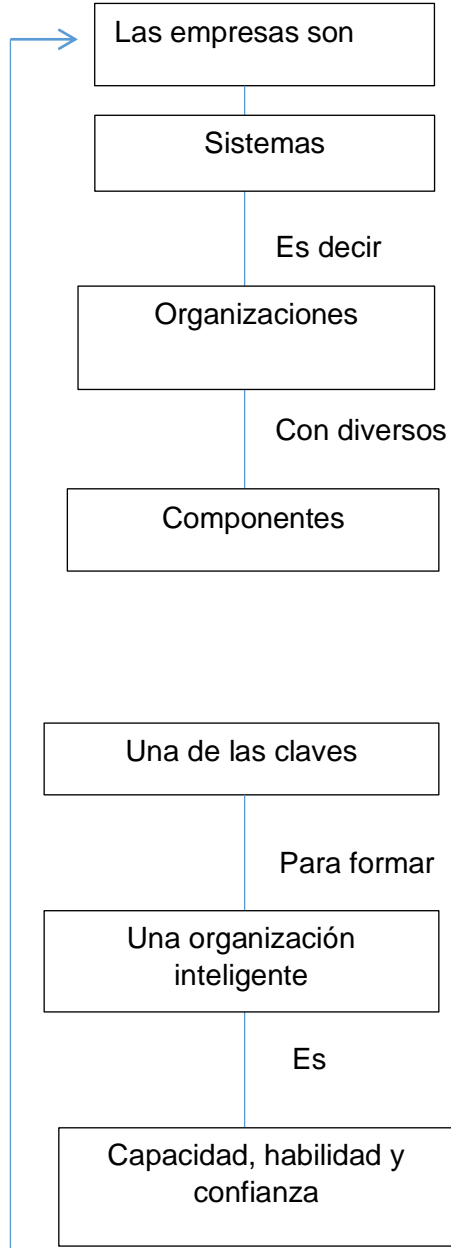 Las empresas son
Sistemas
Es decir
Organizaciones
Con diversos
Componentes
Una de las claves
Para formar
Una organización
inteligente
Es
Capacidad, habilidad y
confianza